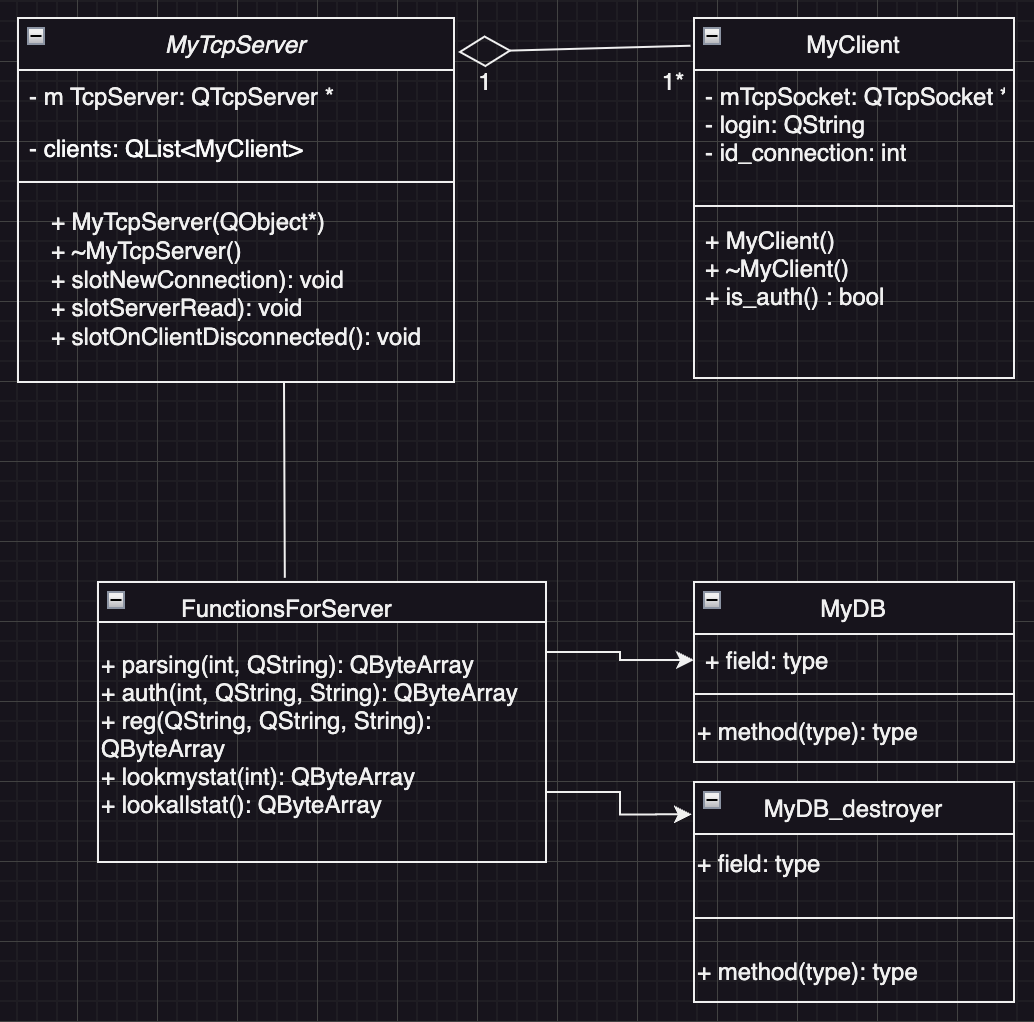 MyTcpServer
- m TcpServer: QTcpServer *
- clients: QList<MyClient>
+ MyTcpServer(QObject*)
+ ~MyTcpServer()
+ slotNewConnection): void
+ slotServerRead): void
+ slotOnClientDisconnected(): void
1
1*
MyClient
- mTcpSocket: QTcpSocket *
- login: QString
- id_connection: int
+ MyClient()
+ ~MyClient()
+ is_auth() : bool
FunctionsForServer
+ parsing(int, QString): QByteArray
+ auth(int, QString, String): QByteArray
+ reg(QString, QString, String):
QByteArray
+ lookmystat(int): QByteArray
+ lookallstat(): QByteArray
MyDB
+ field: type
+ method(type): type
MyDB_destroyer
+ field: type
+ method(type): type